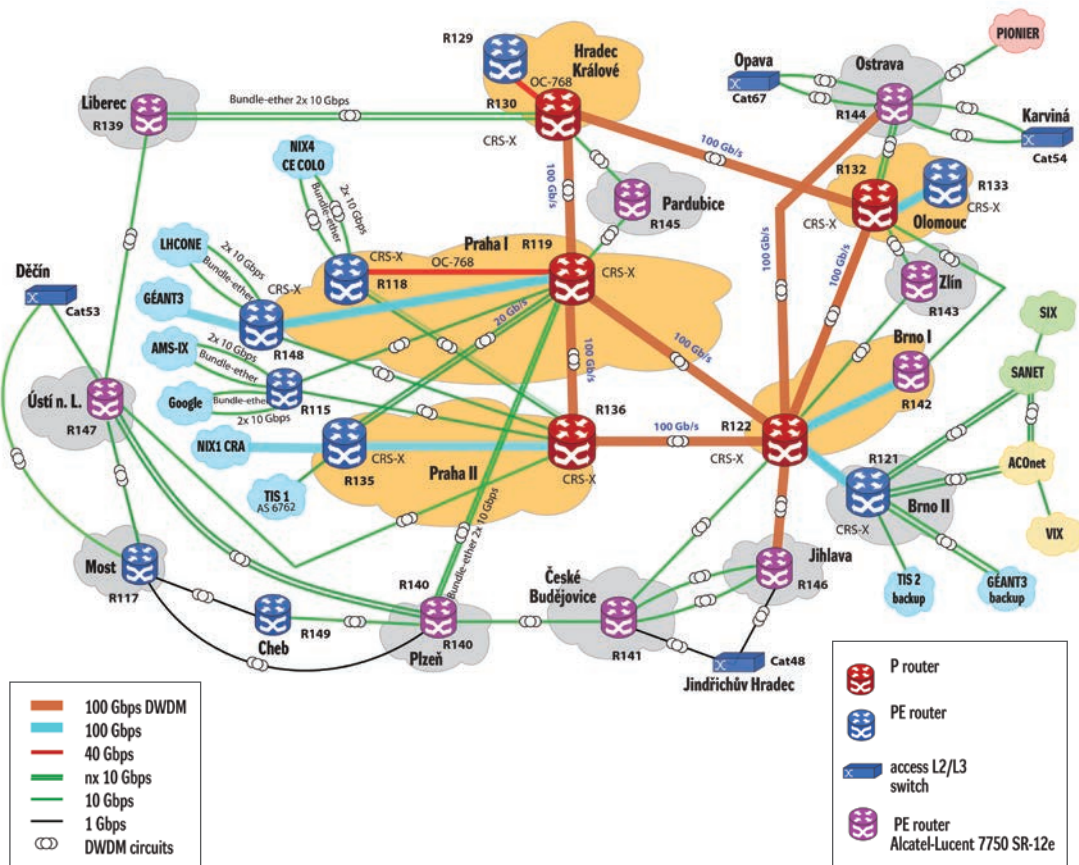 R129
Hradec
Králové
OC-768
R130
CRS-X
PIONIER
Opava
Cat67
Ostrava
R144
Karviná
Cat54
Liberec
R139
Bundle-ether 2x 10 Gbps
NIX4
CE COLO
2x 10 Gbps
Bundle-ether
100 Gb/s
100 Gb/s
R132
CRS-X
R133
CRS-X
Olomouc
Pardubice
R145
Praha I
R119
CRS-X
CRS-X
OC-768
R118
LHCONE
2x 10 Gbps
Bundle-ether
CRS-X
GÉANT3
R148
Děčín
Cat53
AMS-IX
2x 10 Gbps
Bundle-ether
Google
Bundle-ether
2x 10 Gbps
R115
20 Gb/s
100 Gb/s
100 Gb/s
100 Gb/s
100 Gb/s
Zlín
R143
Brno I
R142
SIX
SANET
ACOnet
VIX
Ústí n. L.
R147
NIX1 CRA
R135
CRS-X
Praha II
R136
CRS-X
100 Gb/s
R122
CRS-X
R121
CRS-X
Brno II
TIS 1
AS 6762
TIS 2
backup
GÉANT3
backup
Bundle-ether 2x 10 Gbps
Most
R117
Cheb
R149
R140
R140
Plzeň
České
Budějovice
R141
Jihlava
R146
Cat48
Jindřichův Hradec
100 Gbps DWDM
100 Gbps
40 Gbps
nx 10 Gbps
10 Gbps
1 Gbps
DWDM circuits
P router
PE router
access L2/L3
switch
PE router
Alcatel-Lucent 7750 SR-12e